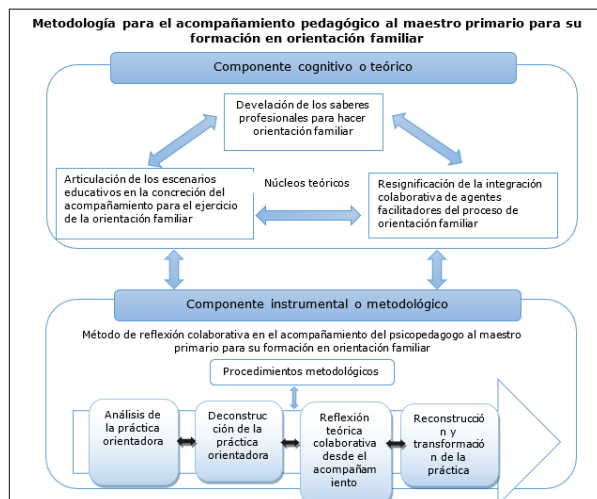 Metodología para el acompañamiento pedagógico al maestro primario para su
formación en orientación familiar
Componente cognitivo o teórico
Develación de los saberes
profesionales para hacer
orientación familiar
Articulación de los escenarios
educativos en la concreción del
acompañamiento para el ejercicio
de la orientación familiar
Núcleos teóricos
Resignificación de la integración
colaborativa de agentes
facilitadores del proceso de
orientación familiar
Componente instrumental o metodológico
Método de reflexión colaborativa en el acompañamiento del psicopedagogo al maestro
primario para su formación en orientación familiar
Procedimientos metodológicos
Análisis de
la práctica
orientadora
Deconstruc
ción de la
práctica
orientadora
Reflexión
teórica
colaborativa
desde el
acompañam
iento
Reconstrucció
n y
transformació
n de la
práctica